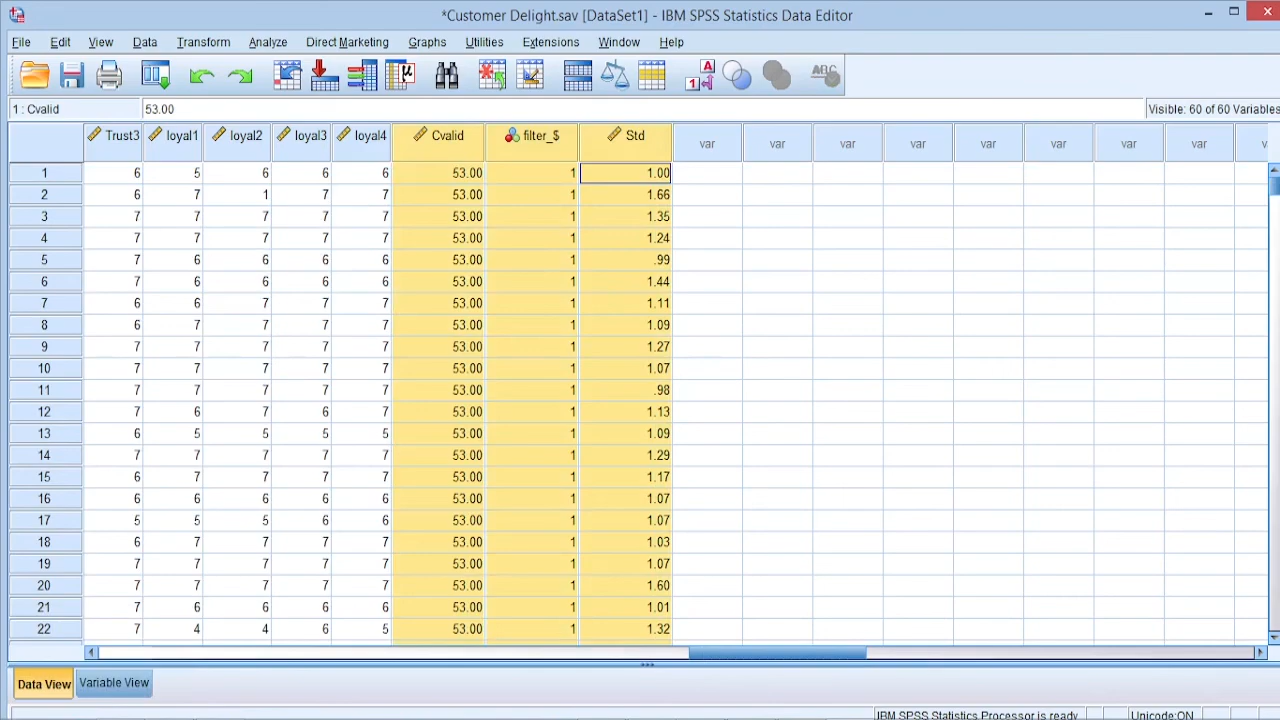 *Customer Delight.sav [DataSet1] - IBM SPSS Statistics Data Editor
File Edit View Data Transform Analyze Direct Marketing Graphs Utilities Extensions Window Help
1 : Cvalid 53.00 Visible: 60 of 60 Variables
Trust3 loyal1 loyal2 loyal3 loyal4 Cvalid filter_$ Std var var var var var var var var
1 6 5 6 6 6 53.00 1 1.00
2 6 7 1 7 7 53.00 1 1.66
3 7 7 7 7 7 53.00 1 1.35
4 7 7 7 7 7 53.00 1 1.24
5 7 6 6 6 6 53.00 1 .99
6 7 6 6 6 6 53.00 1 1.44
7 6 6 7 7 7 53.00 1 1.11
8 6 7 7 7 7 53.00 1 1.09
9 7 7 7 7 7 53.00 1 1.27
10 7 7 7 7 7 53.00 1 1.07
11 7 7 7 7 7 53.00 1 .98
12 7 6 7 6 7 53.00 1 1.13
13 6 5 5 5 5 53.00 1 1.09
14 7 7 7 7 7 53.00 1 1.29
15 6 7 7 7 7 53.00 1 1.17
16 6 6 6 6 6 53.00 1 1.07
17 5 5 5 6 6 53.00 1 1.07
18 6 7 7 7 7 53.00 1 1.03
19 7 7 7 7 7 53.00 1 1.07
20 7 7 7 7 7 53.00 1 1.60
21 7 6 6 6 6 53.00 1 1.01
22 7 4 4 6 5 53.00 1 1.32
Data View Variable View
IBM SPSS Statistics Processor is ready Unicode:ON